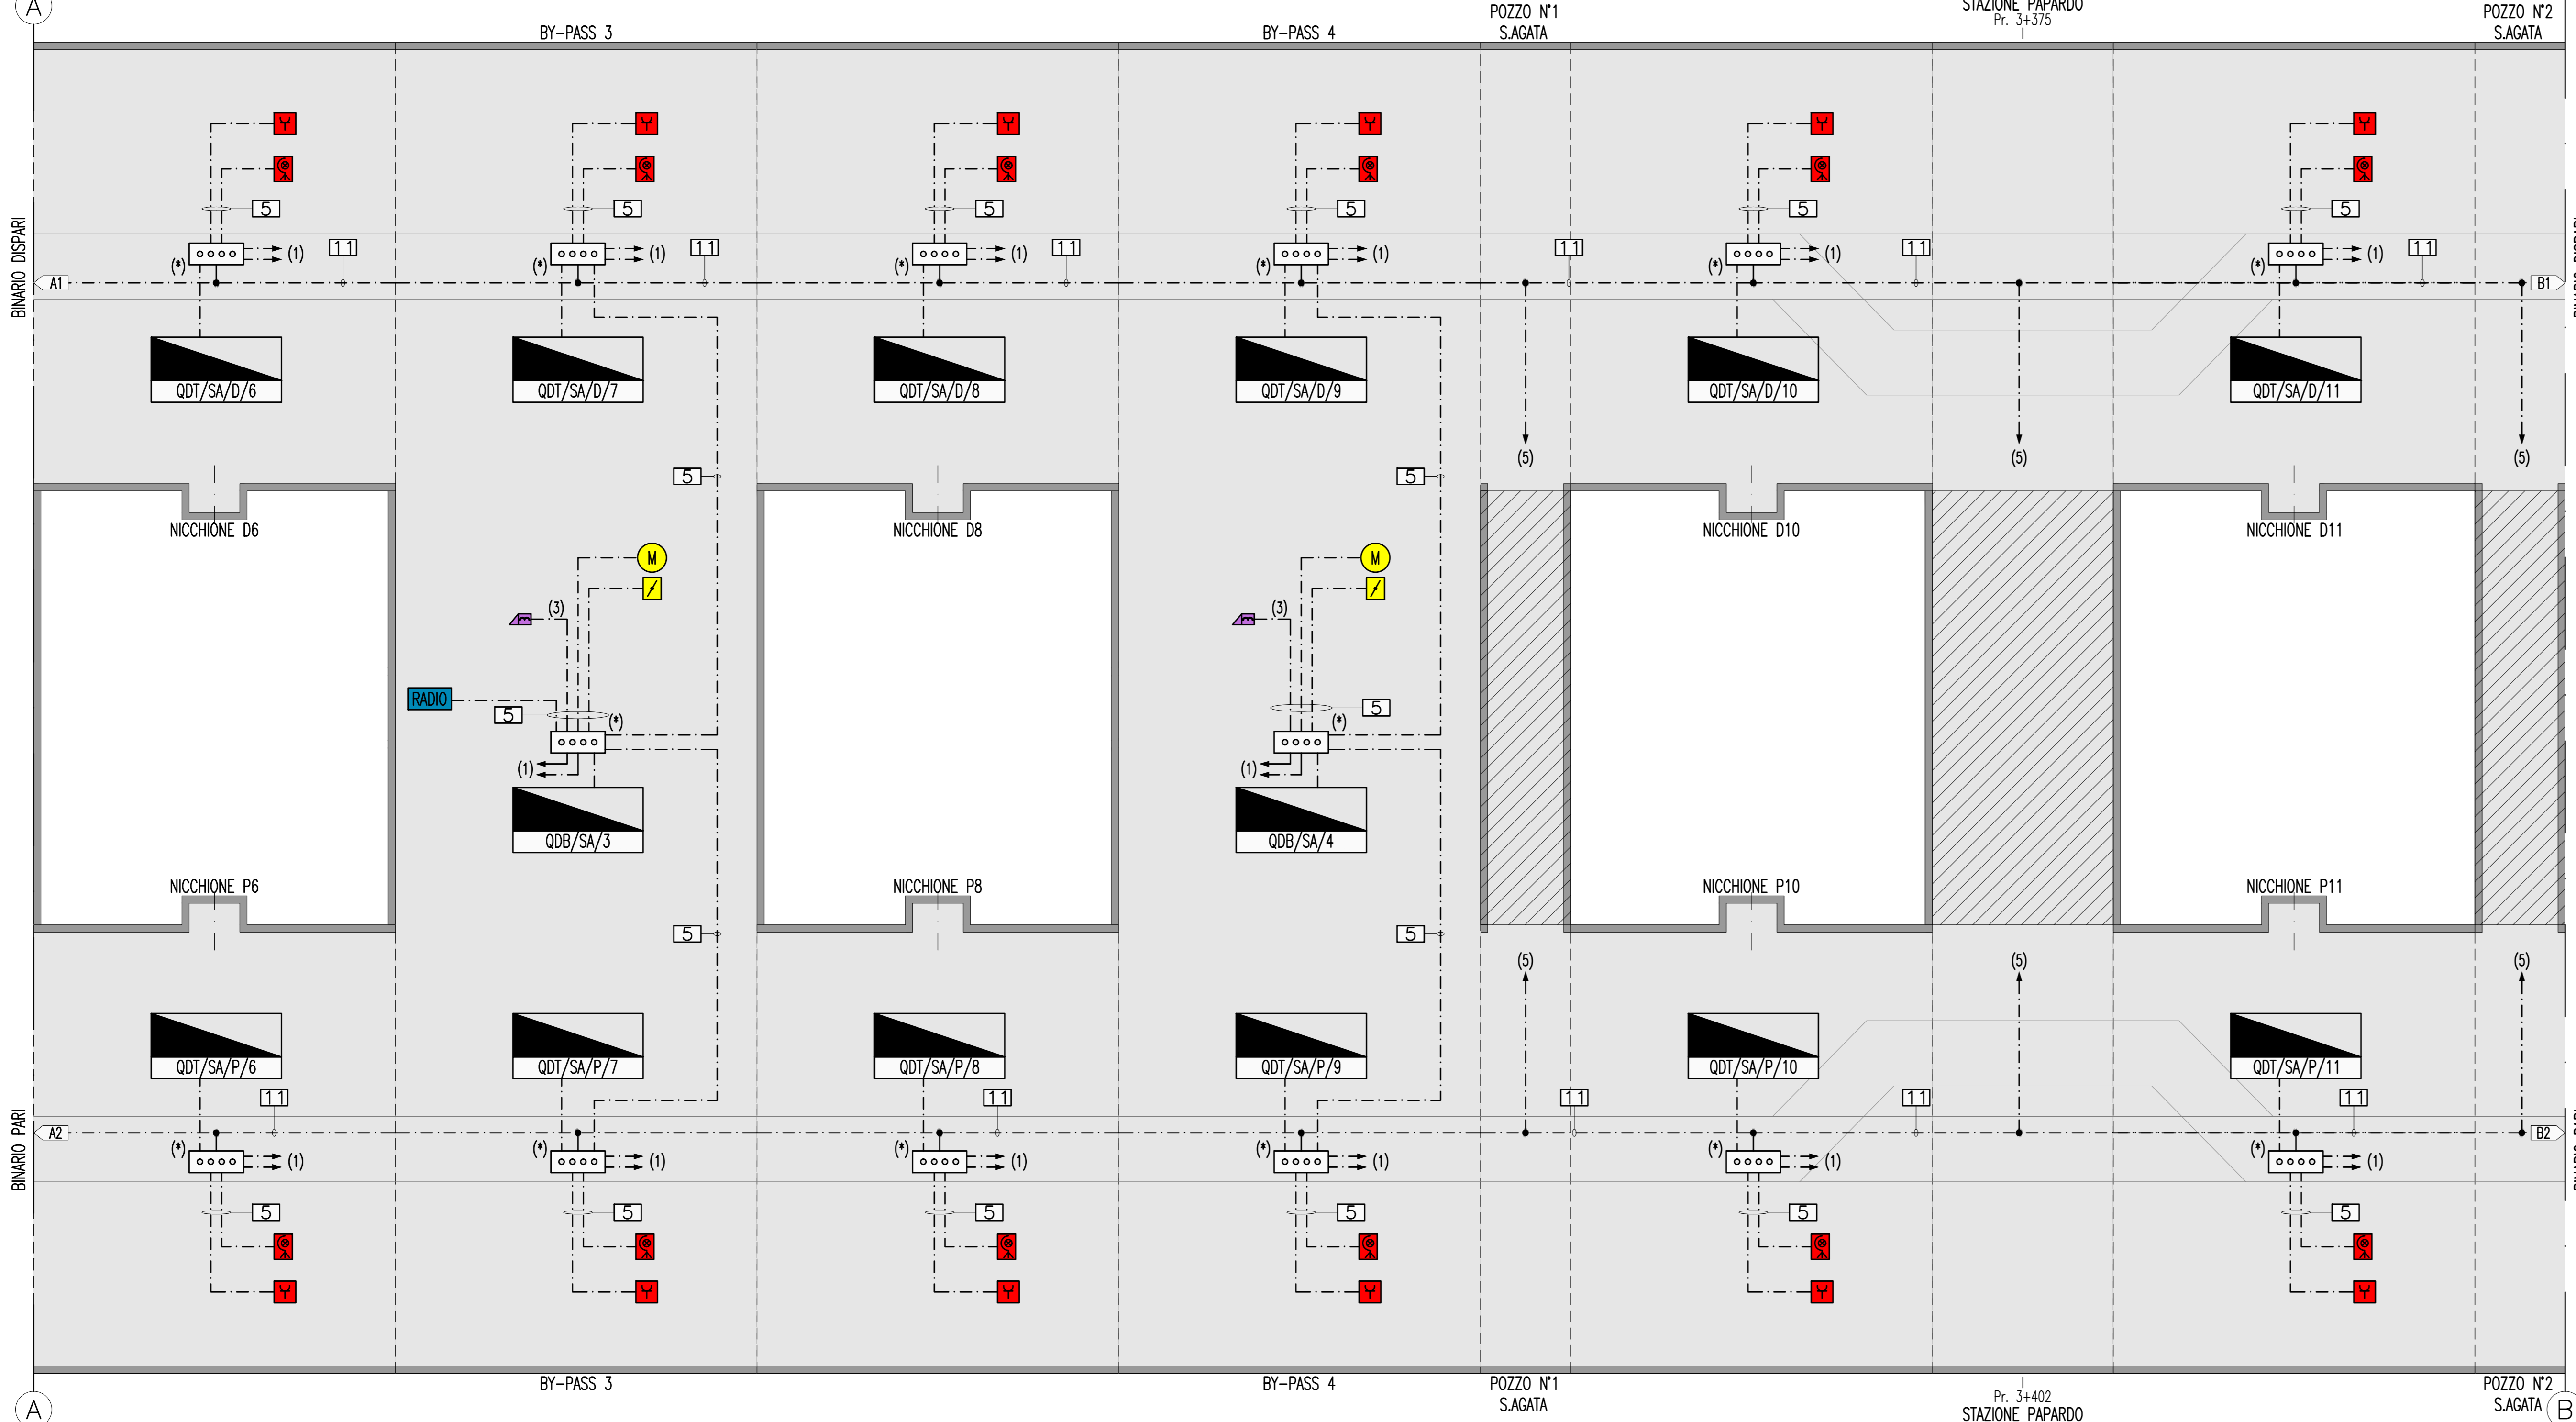 A
BY-PASS 3
BY-PASS 4
POZZO N°1
S.AGATA
STAZIONE PAPARDO
Pr. 3+375
POZZO N°2
S.AGATA
5
5
5
5
5
5
BINARIO DISPARI
(1)
11
(1)
11
(1)
11
(1)
11
(1)
11
(1)
11
BINARIO DISPARI
(*)
(*)
(*)
(*)
(*)
(*)
A1
B1
QDT/SA/D/6
QDT/SA/D/7
QDT/SA/D/8
QDT/SA/D/9
QDT/SA/D/10
QDT/SA/D/11
(5)
(5)
(5)
5
5
NICCHIONE D6
NICCHIONE D8
NICCHIONE D10
NICCHIONE D11
M
M
(3)
(3)
RADIO
5
(*)
5
(*)
(1)
(1)
QDB/SA/3
QDB/SA/4
NICCHIONE P6
NICCHIONE P8
NICCHIONE P10
NICCHIONE P11
5
5
(5)
(5)
(5)
QDT/SA/P/6
QDT/SA/P/7
QDT/SA/P/8
QDT/SA/P/9
QDT/SA/P/10
QDT/SA/P/11
11
11
11
11
11
BINARIO PARI
BINARIO PARI
A2
B2
(*)
(1)
(*)
(1)
(*)
(1)
(*)
(1)
(*)
(1)
(*)
(1)
5
5
5
5
5
5
BY-PASS 3
BY-PASS 4
POZZO N°1
S.AGATA
Pr. 3+402
STAZIONE PAPARDO
POZZO N°2
S.AGATA
A
B